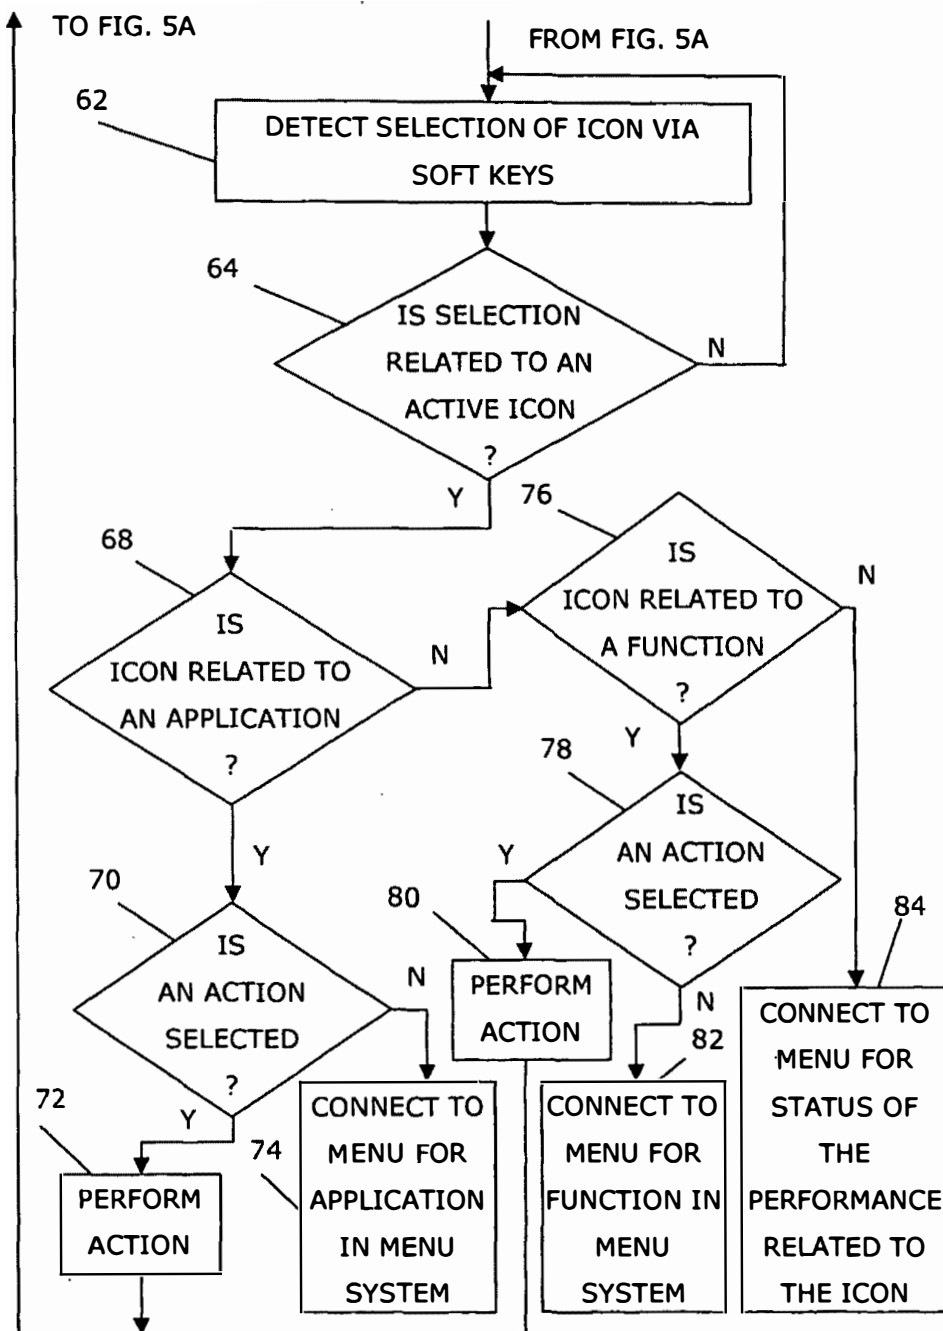 TO FIG. 5A
FROM FIG. 5A
62
DETECT SELECTION OF ICON VIA
SOFT KEYS
64
IS SELECTION
RELATED TO AN
ACTIVE ICON
?
N
Y
76
68
IS
ICON RELATED TO
A FUNCTION
?
N
IS
ICON RELATED TO
AN APPLICATION
?
N
Y
78
IS
AN ACTION
SELECTED
?
Y
Y
70
IS
AN ACTION
SELECTED
?
N
80
PERFORM
ACTION
N
82
84
CONNECT TO
MENU FOR
STATUS OF
THE
PERFORMANCE
RELATED TO
THE ICON
72
Y
PERFORM
ACTION
74
CONNECT TO
MENU FOR
APPLICATION
IN MENU
SYSTEM
CONNECT TO
MENU FOR
FUNCTION IN
MENU
SYSTEM